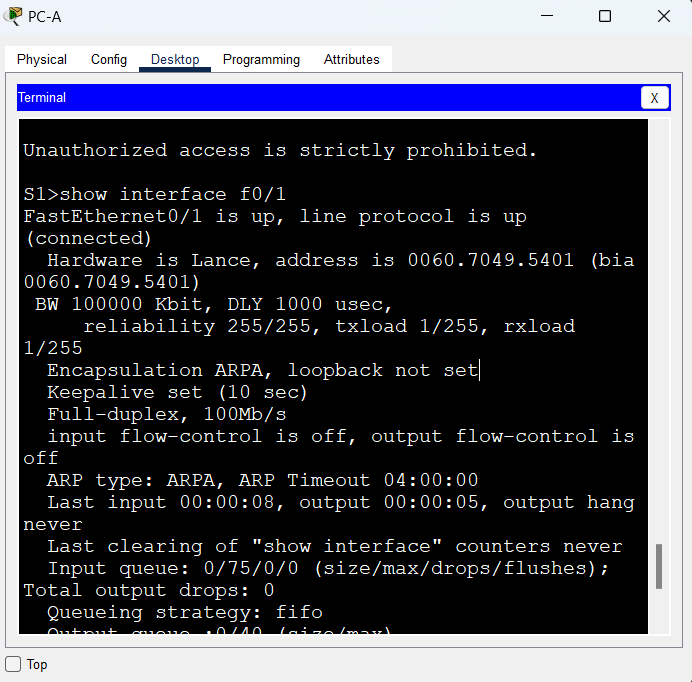 PC-A
Physical Config Desktop Programming Attributes
Terminal
X
Unauthorized access is strictly prohibited.
S1>show interface f0/1
FastEthernet0/1 is up, line protocol is up
(connected)
Hardware is Lance, address is 0060.7049.5401 (bia
0060.7049.5401)
BW 100000 Kbit, DLY 1000 usec,
reliability 255/255, txload 1/255, rxload
1/255
Encapsulation ARPA, loopback not set
Keepalive set (10 sec)
Full-duplex, 100Mb/s
input flow-control is off, output flow-control is
off
ARP type: ARPA, ARP Timeout 04:00:00
Last input 00:00:08, output 00:00:05, output hang
never
Last clearing of "show interface" counters never
Input queue: 0/75/0/0 (size/max/drops/flushes);
Total output drops: 0
Queueing strategy: fifo
Output queue :0/40 (size/max)
Top